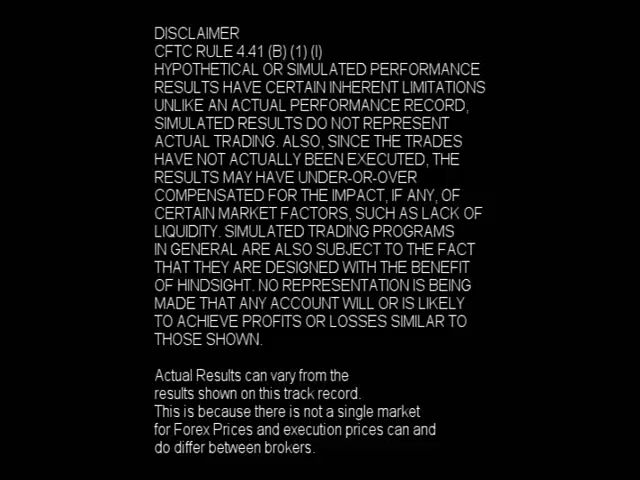 DISCLAIMER
CFTC RULE 4.41 (B) (1) (I)
HYPOTHETICAL OR SIMULATED PERFORMANCE
RESULTS HAVE CERTAIN INHERENT LIMITATIONS
UNLIKE AN ACTUAL PERFORMANCE RECORD,
SIMULATED RESULTS DO NOT REPRESENT
ACTUAL TRADING. ALSO, SINCE THE TRADES
HAVE NOT ACTUALLY BEEN EXECUTED, THE
RESULTS MAY HAVE UNDER-OR-OVER
COMPENSATED FOR THE IMPACT, IF ANY, OF
CERTAIN MARKET FACTORS, SUCH AS LACK OF
LIQUIDITY. SIMULATED TRADING PROGRAMS
IN GENERAL ARE ALSO SUBJECT TO THE FACT
THAT THEY ARE DESIGNED WITH THE BENEFIT
OF HINDSIGHT. NO REPRESENTATION IS BEING
MADE THAT ANY ACCOUNT WILL OR IS LIKELY
TO ACHIEVE PROFITS OR LOSSES SIMILAR TO
THOSE SHOWN.
Actual Results can vary from the
results shown on this track record.
This is because there is not a single market
for Forex Prices and execution prices can and
do differ between brokers.